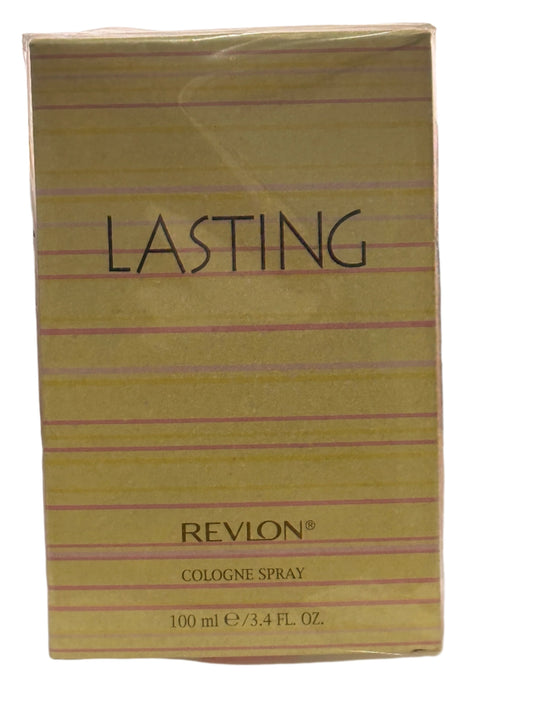 LASTING
REVLON®
COLOGNE SPRAY
100 ml ℮/3.4 FL. OZ.